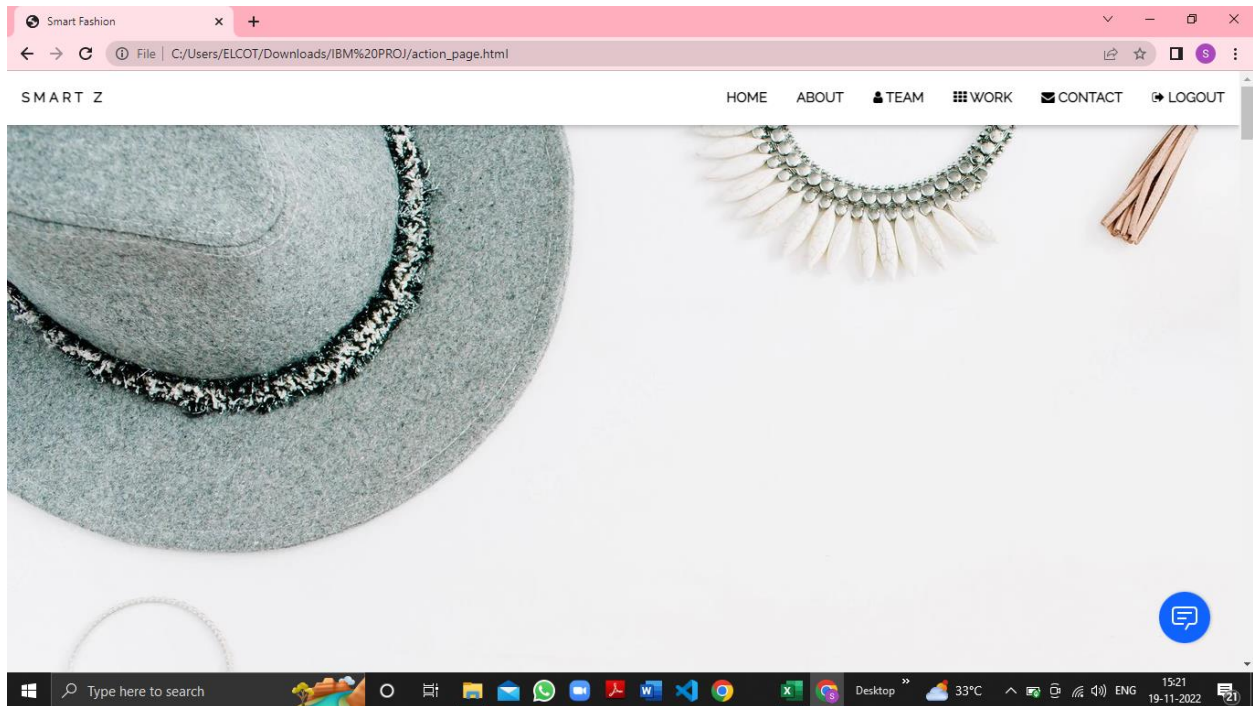 Smart Fashion
File | C:/Users/ELCOT/Downloads/IBM%20PROJ/action_page.html
S
SMART Z
HOME ABOUT TEAM WORK CONTACT LOGOUT
Type here to search
Desktop
33°C
ENG
15:21
19-11-2022
21